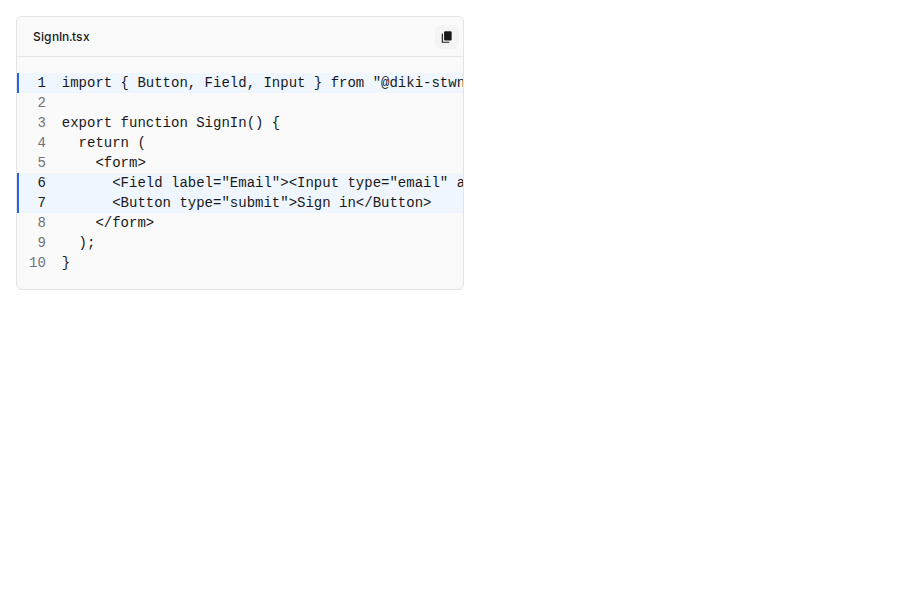 SignIn.tsx
1 import { Button, Field, Input } from "@diki-stwn
2
3 export function SignIn() {
4   return (
5     <form>
6       <Field label="Email"><Input type="email" a
7       <Button type="submit">Sign in</Button>
8     </form>
9   );
10 }